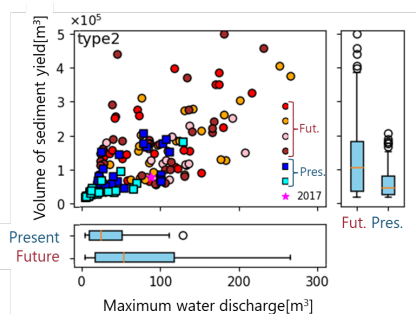 ×10⁵
type2
Volume of sediment yield[m³]
5
4
3
2
1
0
Fut.
Pres.
2017
Fut. Pres.
Present
Future
0 100 200 300
Maximum water discharge[m³]